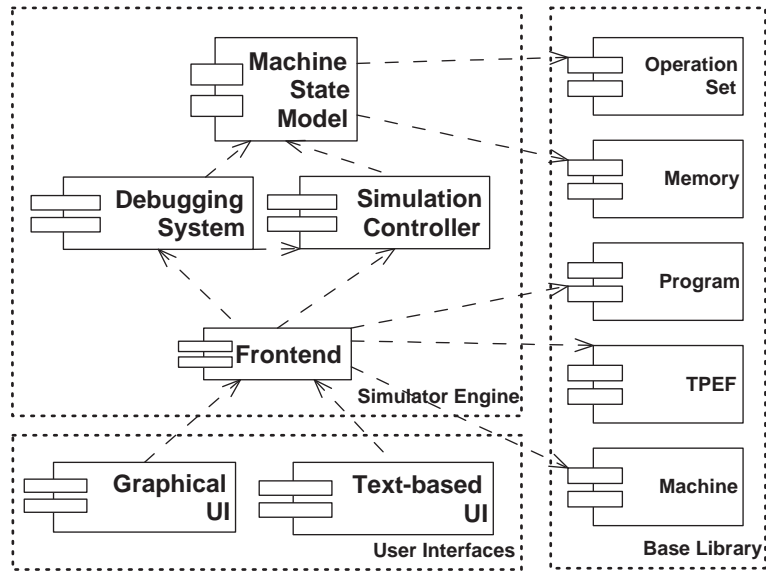 Machine
State
Model
Debugging
System
Simulation
Controller
Frontend
Simulator Engine
Graphical
UI
Text-based
UI
User Interfaces
Operation
Set
Memory
Program
TPEF
Machine
Base Library